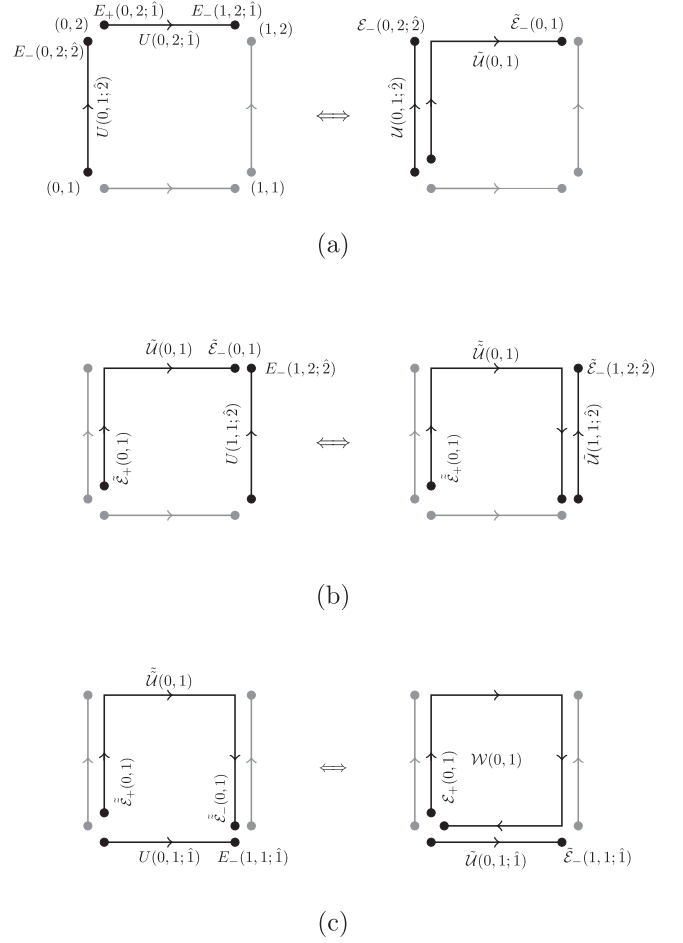 E₊(0, 2; 1̂) E₋(1, 2; 1̂)
(0, 2) U(0, 2; 1̂) (1, 2)
E₋(0, 2; 2̂)
U(0, 1; 2̂)
(0, 1) (1, 1)
⟺
ℰ₋(0, 2; 2̂) ℰ̃₋(0, 1)
𝒰̃(0, 1)
𝒰(0, 1; 2̂)
(a)
𝒰̃(0, 1) ℰ̃₋(0, 1)
E₋(1, 2; 2̂)
U(1, 1; 2̂)
ℰ̃₊(0, 1)
⟺
𝒰̃̃(0, 1)
ℰ̃₋(1, 2; 2̂)
𝒰̃(1, 1; 2̂)
ℰ̃̃₊(0, 1)
(b)
𝒰̃̃(0, 1)
ℰ̃̃₊(0, 1)
ℰ̃̃₋(0, 1)
U(0, 1; 1̂) E₋(1, 1; 1̂)
⟺
ℰ₊(0, 1)
𝒲(0, 1)
𝒰̃(0, 1; 1̂) ℰ̃₋(1, 1; 1̂)
(c)